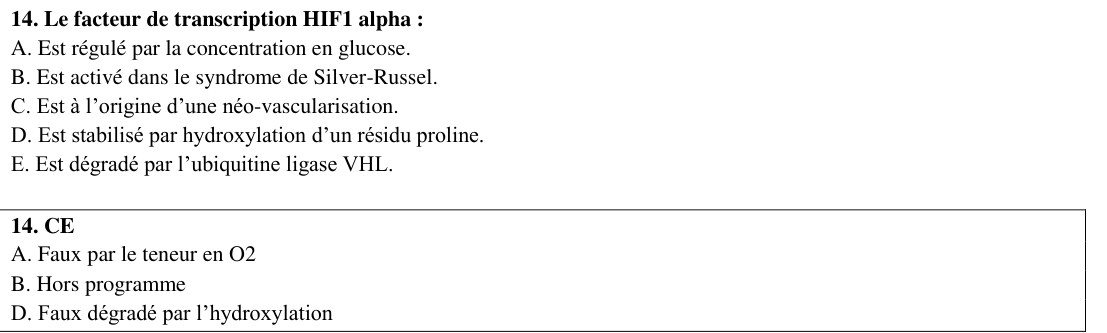 14. Le facteur de transcription HIF1 alpha :
A. Est régulé par la concentration en glucose.
B. Est activé dans le syndrome de Silver-Russel.
C. Est à l'origine d'une néo-vascularisation.
D. Est stabilisé par hydroxylation d'un résidu proline.
E. Est dégradé par l'ubiquitine ligase VHL.
14. CE
A. Faux par le teneur en O2
B. Hors programme
D. Faux dégradé par l'hydroxylation